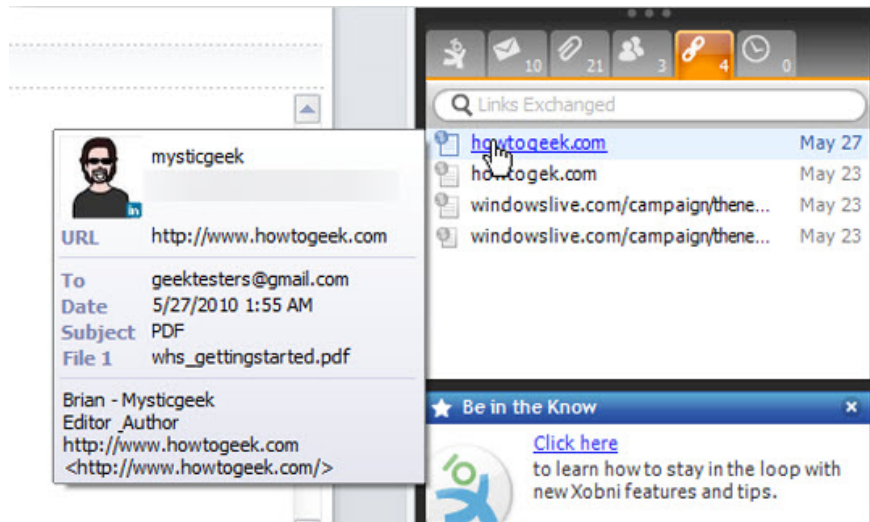 10
21
3
4
0
Links Exchanged
howtogeek.com May 27
howtogek.com May 23
windowslive.com/campaign/thene... May 23
windowslive.com/campaign/thene... May 23
mysticgeek
in
URL http://www.howtogeek.com
To geektesters@gmail.com
Date 5/27/2010 1:55 AM
Subject PDF
File 1 whs_gettingstarted.pdf
Brian - Mysticgeek
Editor_Author
http://www.howtogeek.com
<http://www.howtogeek.com/>
Be in the Know
Click here
to learn how to stay in the loop with
new Xobni features and tips.